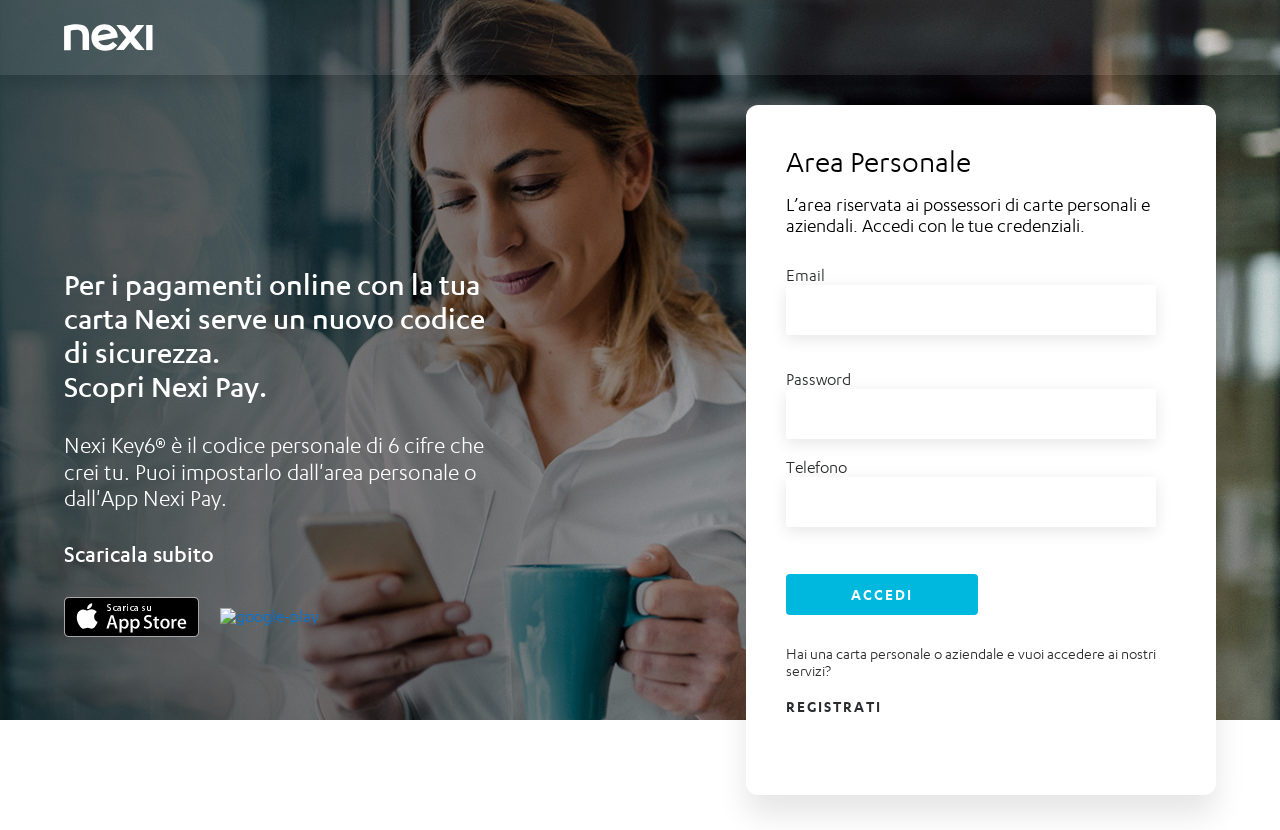 nexi
Per i pagamenti online con la tua
carta Nexi serve un nuovo codice
di sicurezza.
Scopri Nexi Pay.
Nexi Key6® è il codice personale di 6 cifre che
crei tu. Puoi impostarlo dall'area personale o
dall'App Nexi Pay.
Scaricala subito
Scarica su
App Store
google-play
Area Personale
L’area riservata ai possessori di carte personali e
aziendali. Accedi con le tue credenziali.
Email
Password
Telefono
ACCEDI
Hai una carta personale o aziendale e vuoi accedere ai nostri
servizi?
REGISTRATI